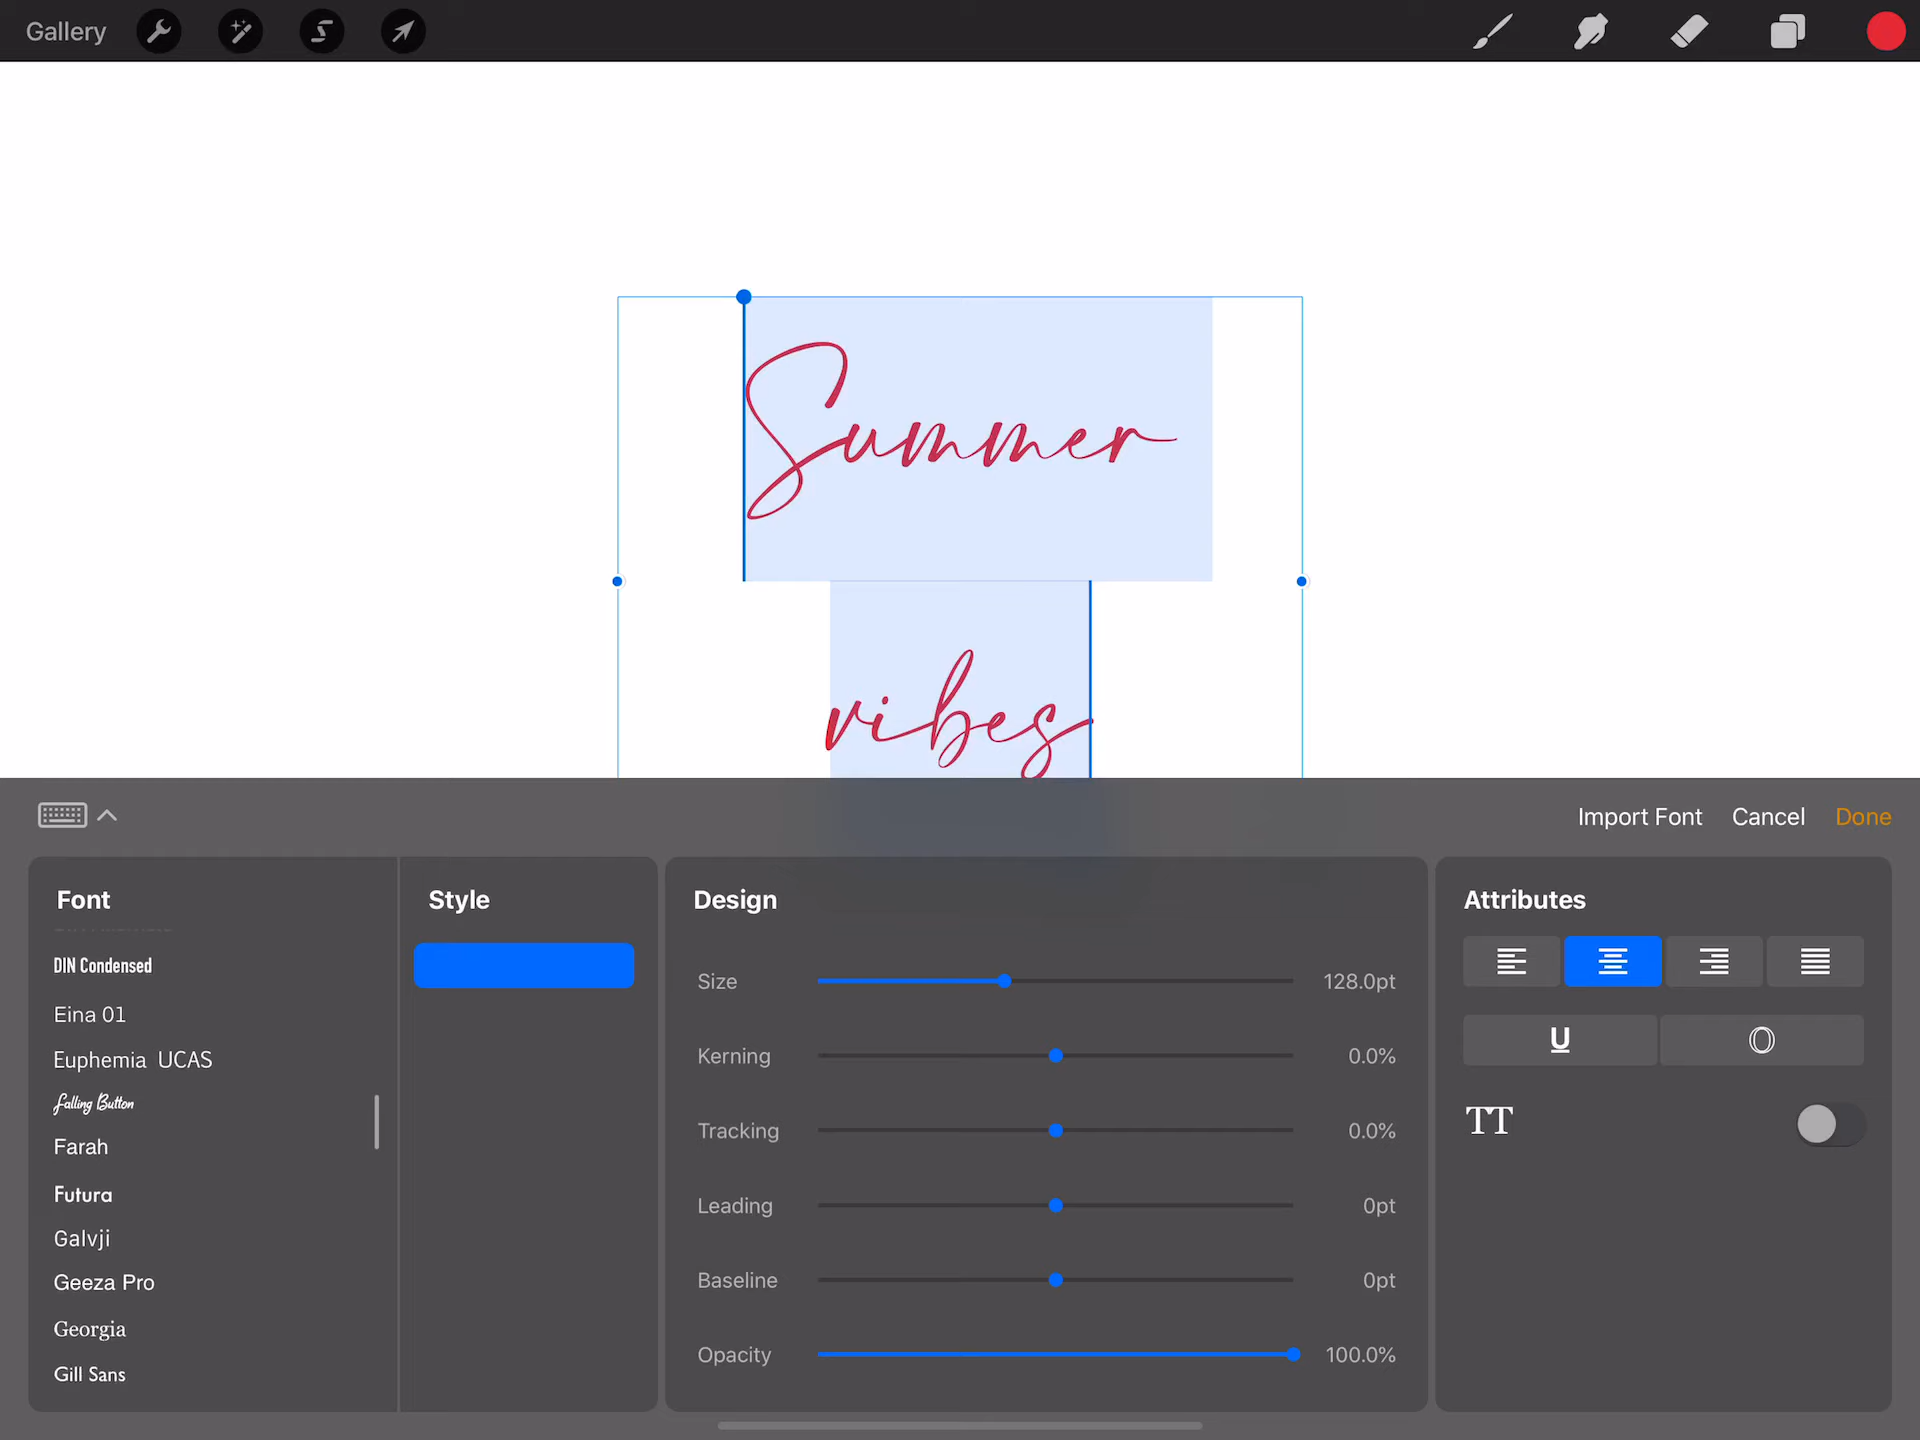 Gallery
Summer
vibes
Import Font Cancel Done
Font
DIN Condensed
Eina 01
Euphemia UCAS
Falling Button
Farah
Futura
Galvji
Geeza Pro
Georgia
Gill Sans
Style
Design
Size 128.0pt
Kerning 0.0%
Tracking 0.0%
Leading 0pt
Baseline 0pt
Opacity 100.0%
Attributes
U O
TT